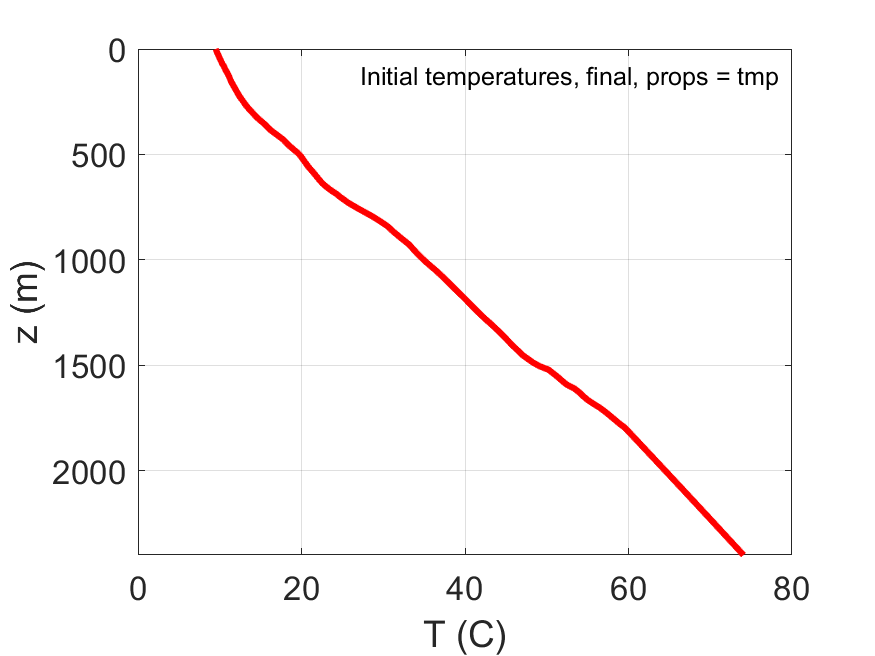 Initial temperatures, final, props = tmp
0
500
1000
1500
2000
z (m)
0 20 40 60 80
T (C)